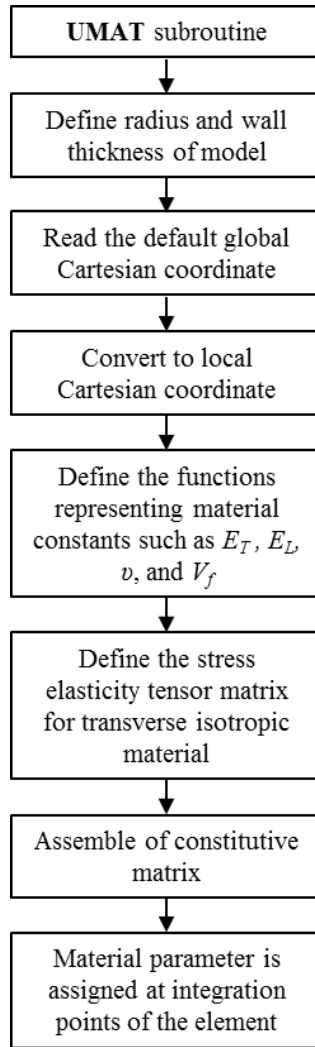 UMAT subroutine
Define radius and wall
thickness of model
Read the default global
Cartesian coordinate
Convert to local
Cartesian coordinate
Define the functions
representing material
constants such as E_T, E_L,
υ, and V_f
Define the stress
elasticity tensor matrix
for transverse isotropic
material
Assemble of constitutive
matrix
Material parameter is
assigned at integration
points of the element